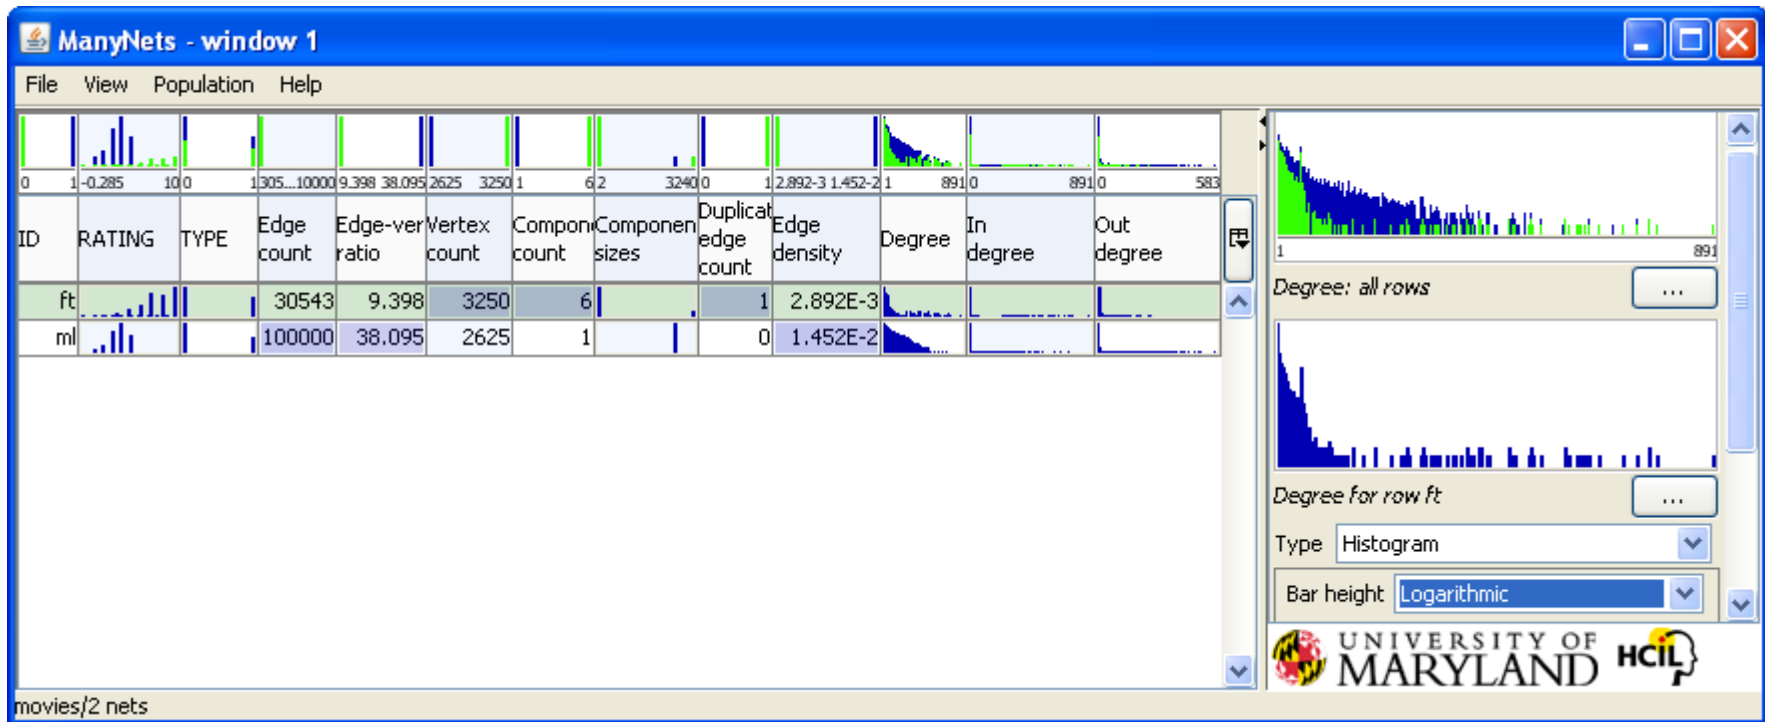 ManyNets - window 1
File View Population Help
0 1 -0.285 10 0 1 305...10000 9.398 38.095 2625 3250 1 6 2 3240 0 1 2.892-3 1.452-2 1 891 0 891 0 583
ID RATING TYPE Edge count Edge-ver ratio Vertex count Compon count Componen sizes Duplicat edge count Edge density Degree In degree Out degree
ft 30543 9.398 3250 6 1 2.892E-3
ml 100000 38.095 2625 1 0 1.452E-2
1 891
Degree: all rows ...
Degree for row ft ...
Type Histogram
Bar height Logarithmic
UNIVERSITY OF
MARYLAND
HCIL
movies/2 nets